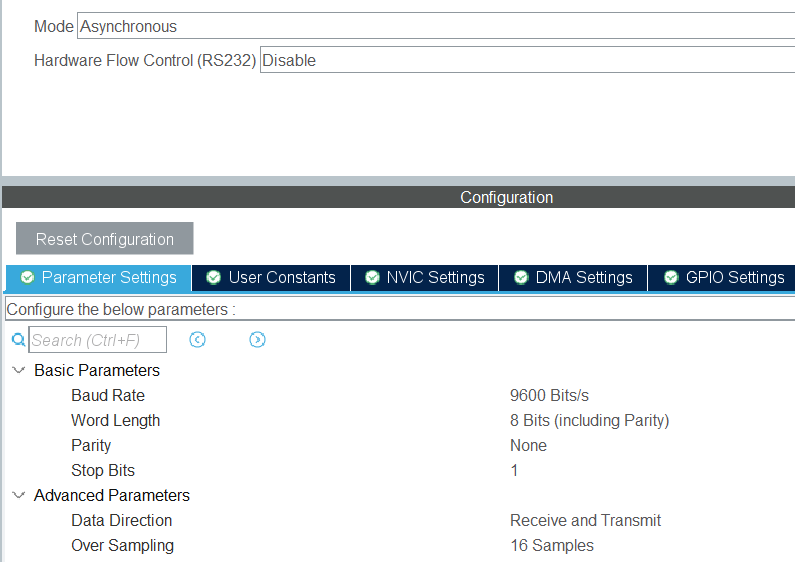 Mode Asynchronous
Hardware Flow Control (RS232) Disable
Configuration
Reset Configuration
Parameter Settings User Constants NVIC Settings DMA Settings GPIO Settings
Configure the below parameters :
Search (Ctrl+F)
Basic Parameters
Baud Rate 9600 Bits/s
Word Length 8 Bits (including Parity)
Parity None
Stop Bits 1
Advanced Parameters
Data Direction Receive and Transmit
Over Sampling 16 Samples